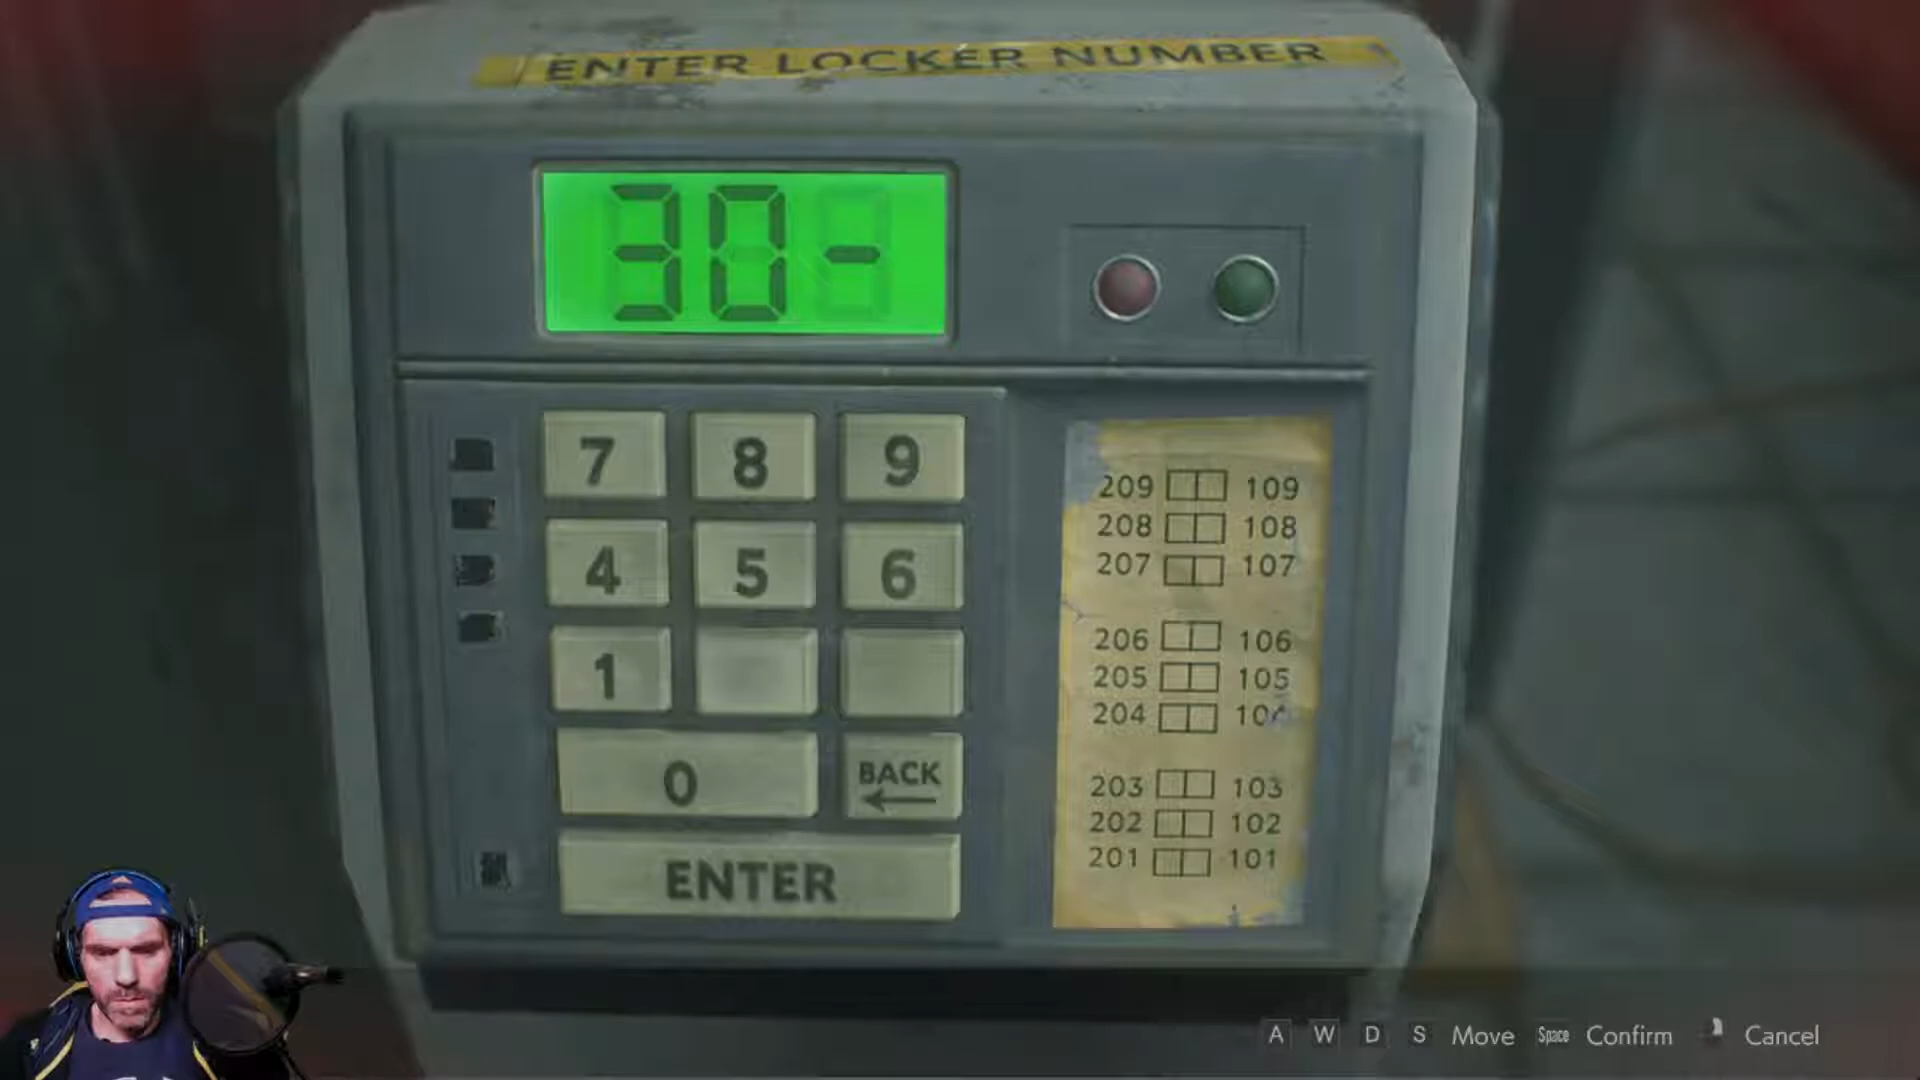 ENTER LOCKER NUMBER
30-
7 8 9
4 5 6
1
0 BACK
ENTER
209 109
208 108
207 107
206 106
205 105
204 104
203 103
202 102
201 101
A W D S Move Space Confirm Cancel